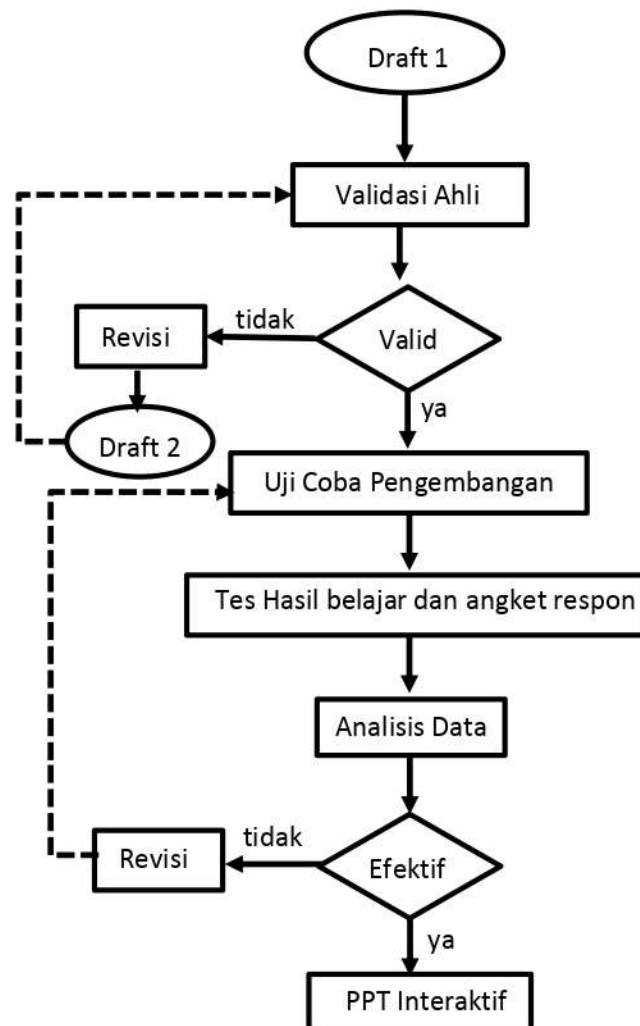 Draft 1
Validasi Ahli
Valid
tidak
Revisi
Draft 2
ya
Uji Coba Pengembangan
Tes Hasil belajar dan angket respon
Analisis Data
Efektif
tidak
Revisi
ya
PPT Interaktif